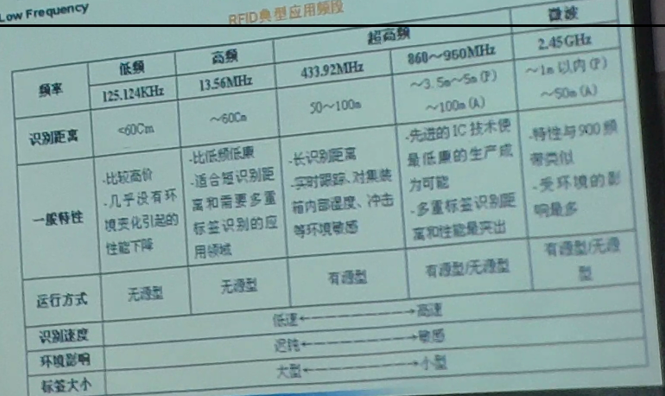 Low Frequency
RFID典型应用频段
频率 低频 高频 超高频 微波
125.124KHz 13.56MHz 433.92MHz 860～960MHz 2.45GHz
识别距离 <60Cm ～60Cm 50～100m ～3.5m～5m(P) ～1m以内(P)
～100m(A) ～50m(A)
一般特性
-比较高价
-几乎没有环
境变化引起的
性能下降
-比低频低廉
-适合短识别距
离和需要多重
标签识别的应
用领域
-长识别距离
-实时跟踪、对集装
箱内部湿度、冲击
等环境敏感
-先进的IC技术使
最低廉的生产成
为可能
-多重标签识别距
离和性能最突出
-特性与900频
带类似
-受环境的影
响最多
运行方式 无源型 无源型 有源型 有源型/无源型 有源型/无源
型
识别速度 低速←→高速
环境影响 迟钝←→敏感
标签大小 大型←→小型